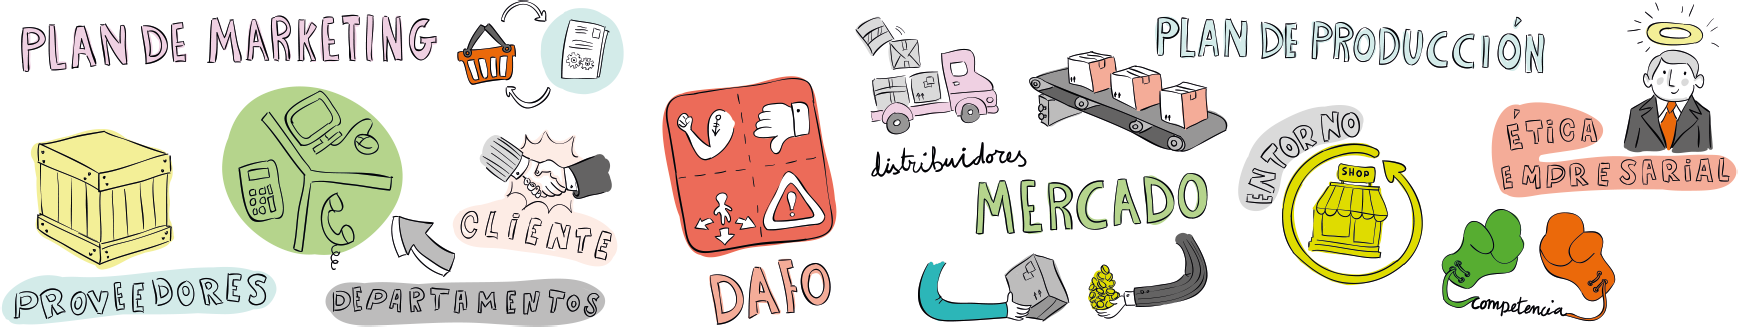 PLAN DE MARKETING
PROVEEDORES
DEPARTAMENTOS
CLIENTE
DAFO
distribuidores
MERCADO
PLAN DE PRODUCCIÓN
ENTORNO
SHOP
ÉTICA
EMPRESARIAL
competencia